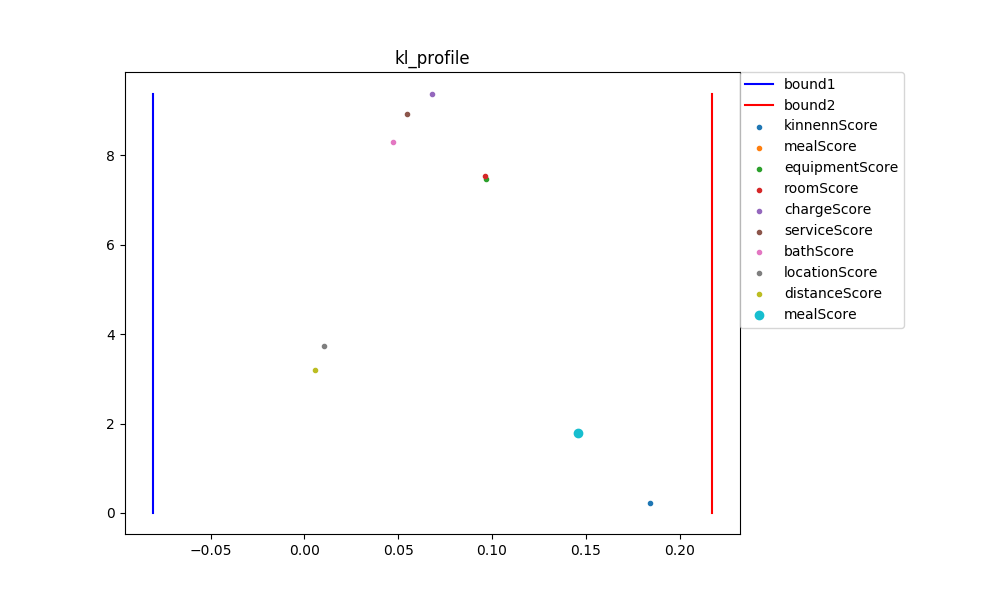 kl_profile
bound1
bound2
kinnennScore
mealScore
equipmentScore
roomScore
chargeScore
serviceScore
bathScore
locationScore
distanceScore
mealScore
8
6
4
2
0
−0.05 0.00 0.05 0.10 0.15 0.20